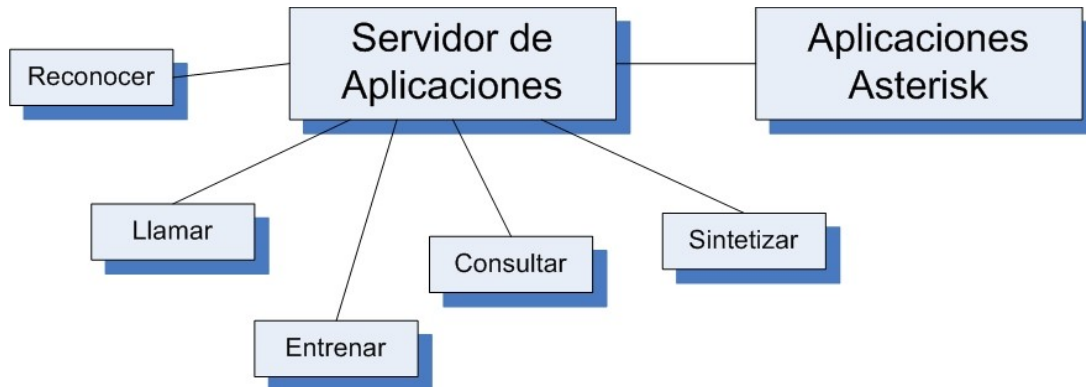 Servidor de
Aplicaciones
Aplicaciones
Asterisk
Reconocer
Llamar
Sintetizar
Consultar
Entrenar